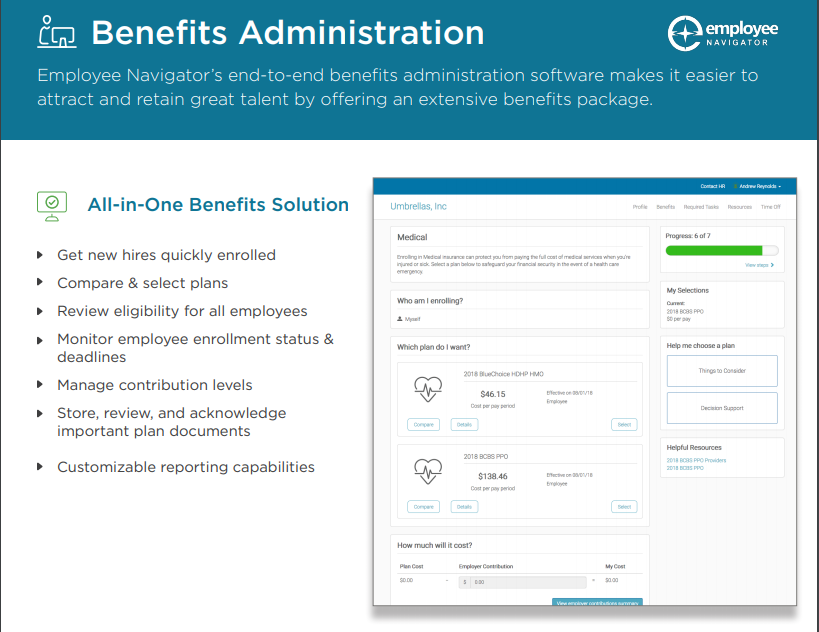 Benefits Administration
employee
NAVIGATOR
Employee Navigator's end-to-end benefits administration software makes it easier to
attract and retain great talent by offering an extensive benefits package.
All-in-One Benefits Solution
Get new hires quickly enrolled
Compare & select plans
Review eligibility for all employees
Monitor employee enrollment status &
deadlines
Manage contribution levels
Store, review, and acknowledge
important plan documents
Customizable reporting capabilities
Contact HR
Andrew Reynolds
Umbrellas, Inc
Profile
Benefits
Required Tasks
Resources
Time Off
Medical
Enrolling in Medical insurance can protect you from paying the full cost of medical services when you're
injured or sick. Select a plan below to safeguard your financial security in the event of a health care
emergency.
Who am I enrolling?
Myself
Which plan do I want?
2018 BlueChoice HDHP HMO
$46.15
Cost per pay period
Effective on 08/01/18
Employee
Compare
Details
Select
2018 BCBS PPO
$138.46
Cost per pay period
Effective on 08/01/18
Employee
Compare
Details
Select
How much will it cost?
Plan Cost
Employer Contribution
My Cost
$0.00
-
$ 0.00
=
$0.00
View employer contributions summary
Progress: 6 of 7
View steps
My Selections
Current:
2018 BCBS PPO
$0 per pay
Help me choose a plan
Things to Consider
Decision Support
Helpful Resources
2018 BCBS PPO Providers
2018 BCBS PPO